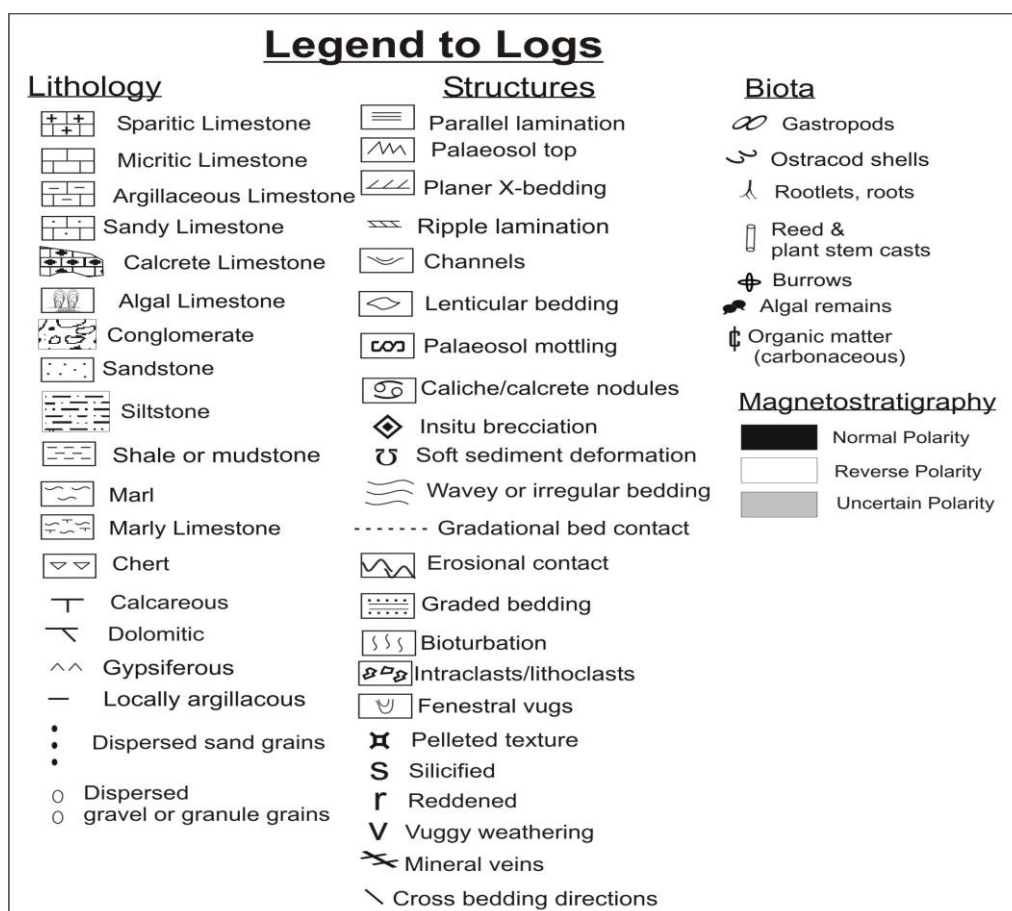 Legend to Logs
Lithology
Sparitic Limestone
Micritic Limestone
Argillaceous Limestone
Sandy Limestone
Calcrete Limestone
Algal Limestone
Conglomerate
Sandstone
Siltstone
Shale or mudstone
Marl
Marly Limestone
Chert
Calcareous
Dolomitic
Gypsiferous
Locally argillacous
Dispersed sand grains
Dispersed
gravel or granule grains
Structures
Parallel lamination
Palaeosol top
Planer X-bedding
Ripple lamination
Channels
Lenticular bedding
Palaeosol mottling
Caliche/calcrete nodules
Insitu brecciation
Soft sediment deformation
Wavey or irregular bedding
Gradational bed contact
Erosional contact
Graded bedding
Bioturbation
Intraclasts/lithoclasts
Fenestral vugs
Pelleted texture
S Silicified
r Reddened
V Vuggy weathering
Mineral veins
Cross bedding directions
Biota
Gastropods
Ostracod shells
Rootlets, roots
Reed &
plant stem casts
Burrows
Algal remains
Organic matter
(carbonaceous)
Magnetostratigraphy
Normal Polarity
Reverse Polarity
Uncertain Polarity